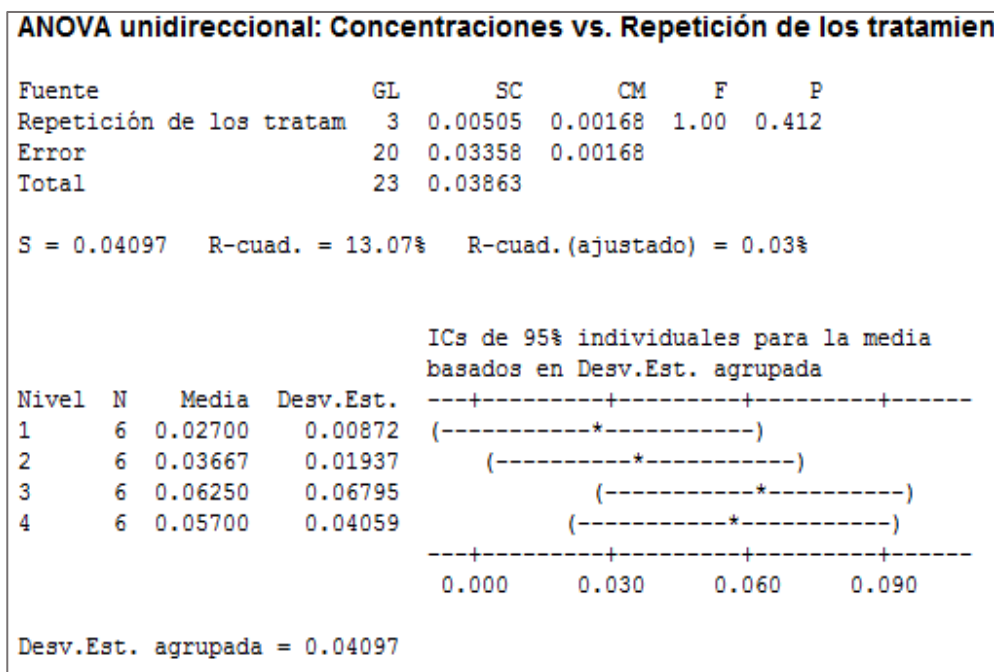 ANOVA unidireccional: Concentraciones vs. Repetición de los tratamien
Fuente GL SC CM F P
Repetición de los tratam 3 0.00505 0.00168 1.00 0.412
Error 20 0.03358 0.00168
Total 23 0.03863
S = 0.04097 R-cuad. = 13.07% R-cuad.(ajustado) = 0.03%
ICs de 95% individuales para la media
basados en Desv.Est. agrupada
Nivel N Media Desv.Est. ---+---------+---------+---------+------
1 6 0.02700 0.00872 (-----------*-----------)
2 6 0.03667 0.01937 (----------*-----------)
3 6 0.06250 0.06795 (-----------*----------)
4 6 0.05700 0.04059 (-----------*-----------)
---+---------+---------+---------+------
0.000 0.030 0.060 0.090
Desv.Est. agrupada = 0.04097